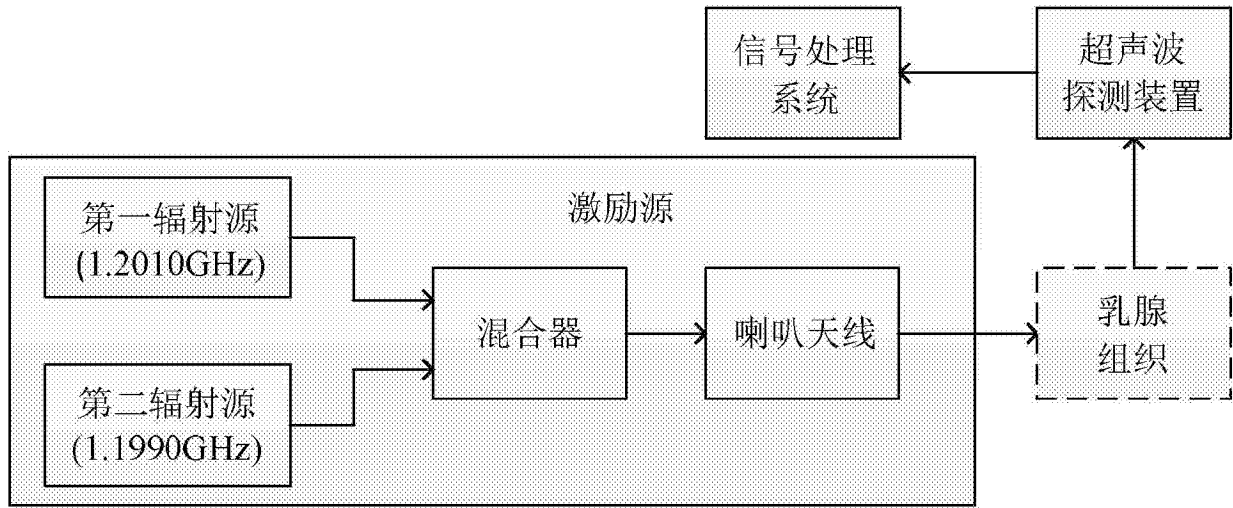 信号处理
系统
超声波
探测装置
激励源
第一辐射源
(1.2010GHz)
混合器
喇叭天线
乳腺
组织
第二辐射源
(1.1990GHz)